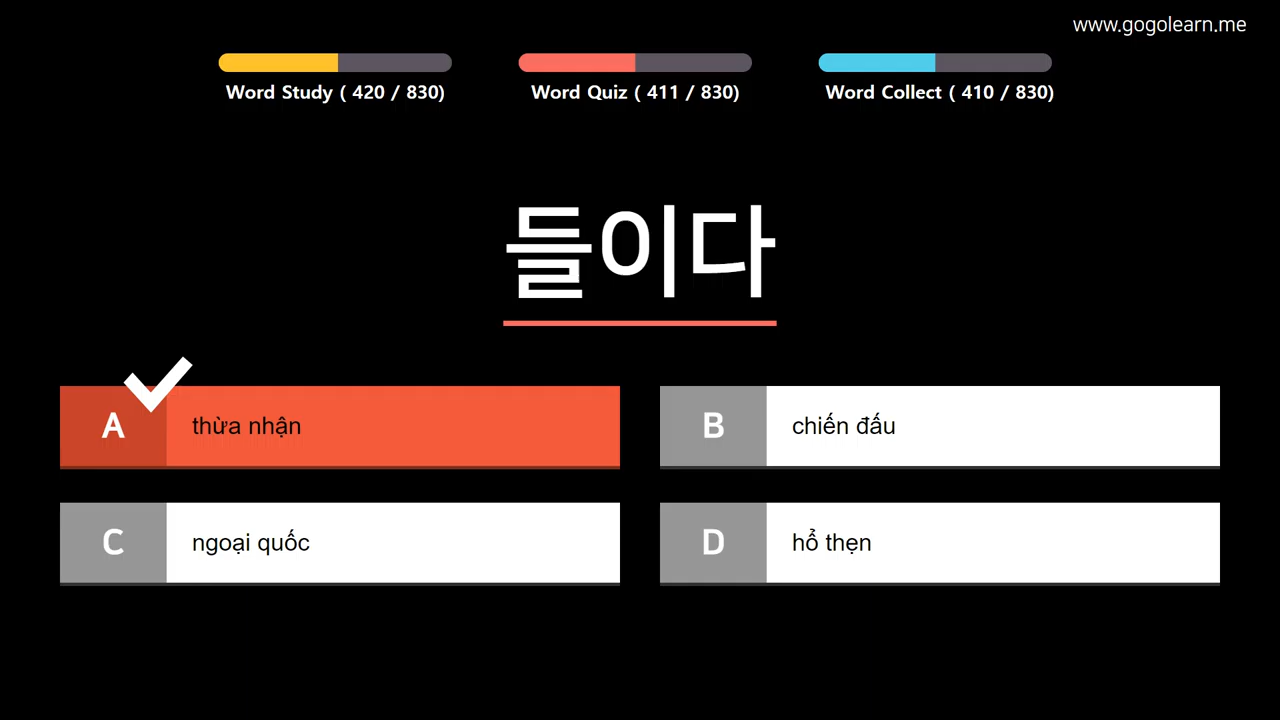 www.gogolearn.me
Word Study ( 420 / 830)
Word Quiz ( 411 / 830)
Word Collect ( 410 / 830)
들이다
A thừa nhận
B chiến đấu
C ngoại quốc
D hổ thẹn